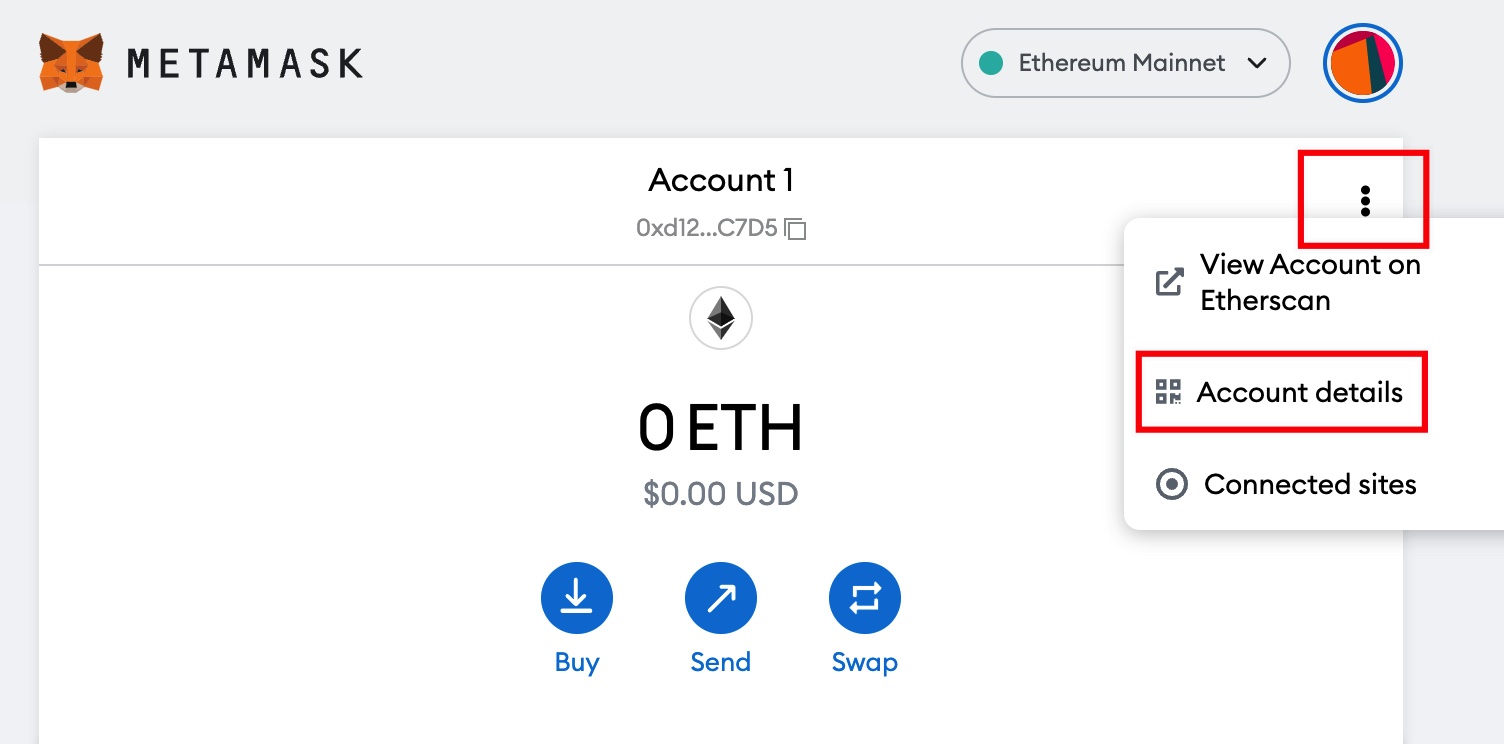 METAMASK
Ethereum Mainnet
Account 1
0xd12...C7D5
View Account on
Etherscan
Account details
Connected sites
0 ETH
$0.00 USD
Buy
Send
Swap